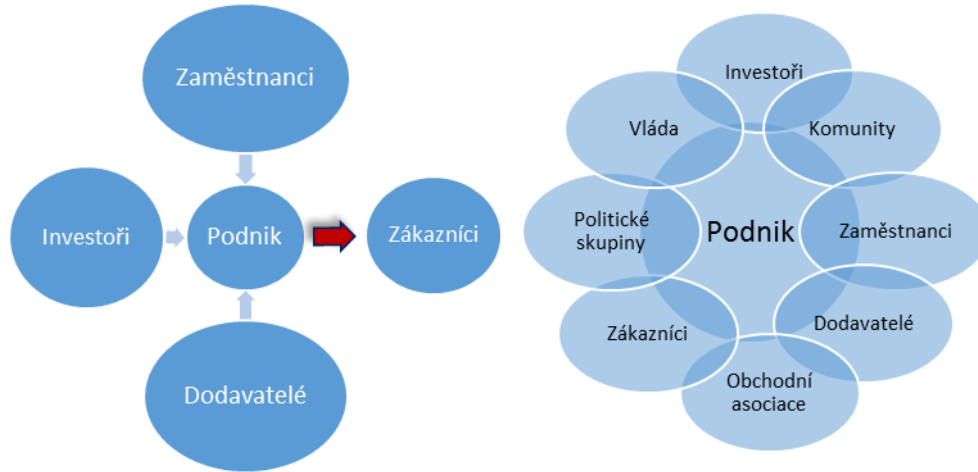 Zaměstnanci
Investoři
Podnik
Zákazníci
Dodavatelé
Investoři
Vláda
Komunity
Politické
skupiny
Podnik
Zaměstnanci
Zákazníci
Dodavatelé
Obchodní
asociace